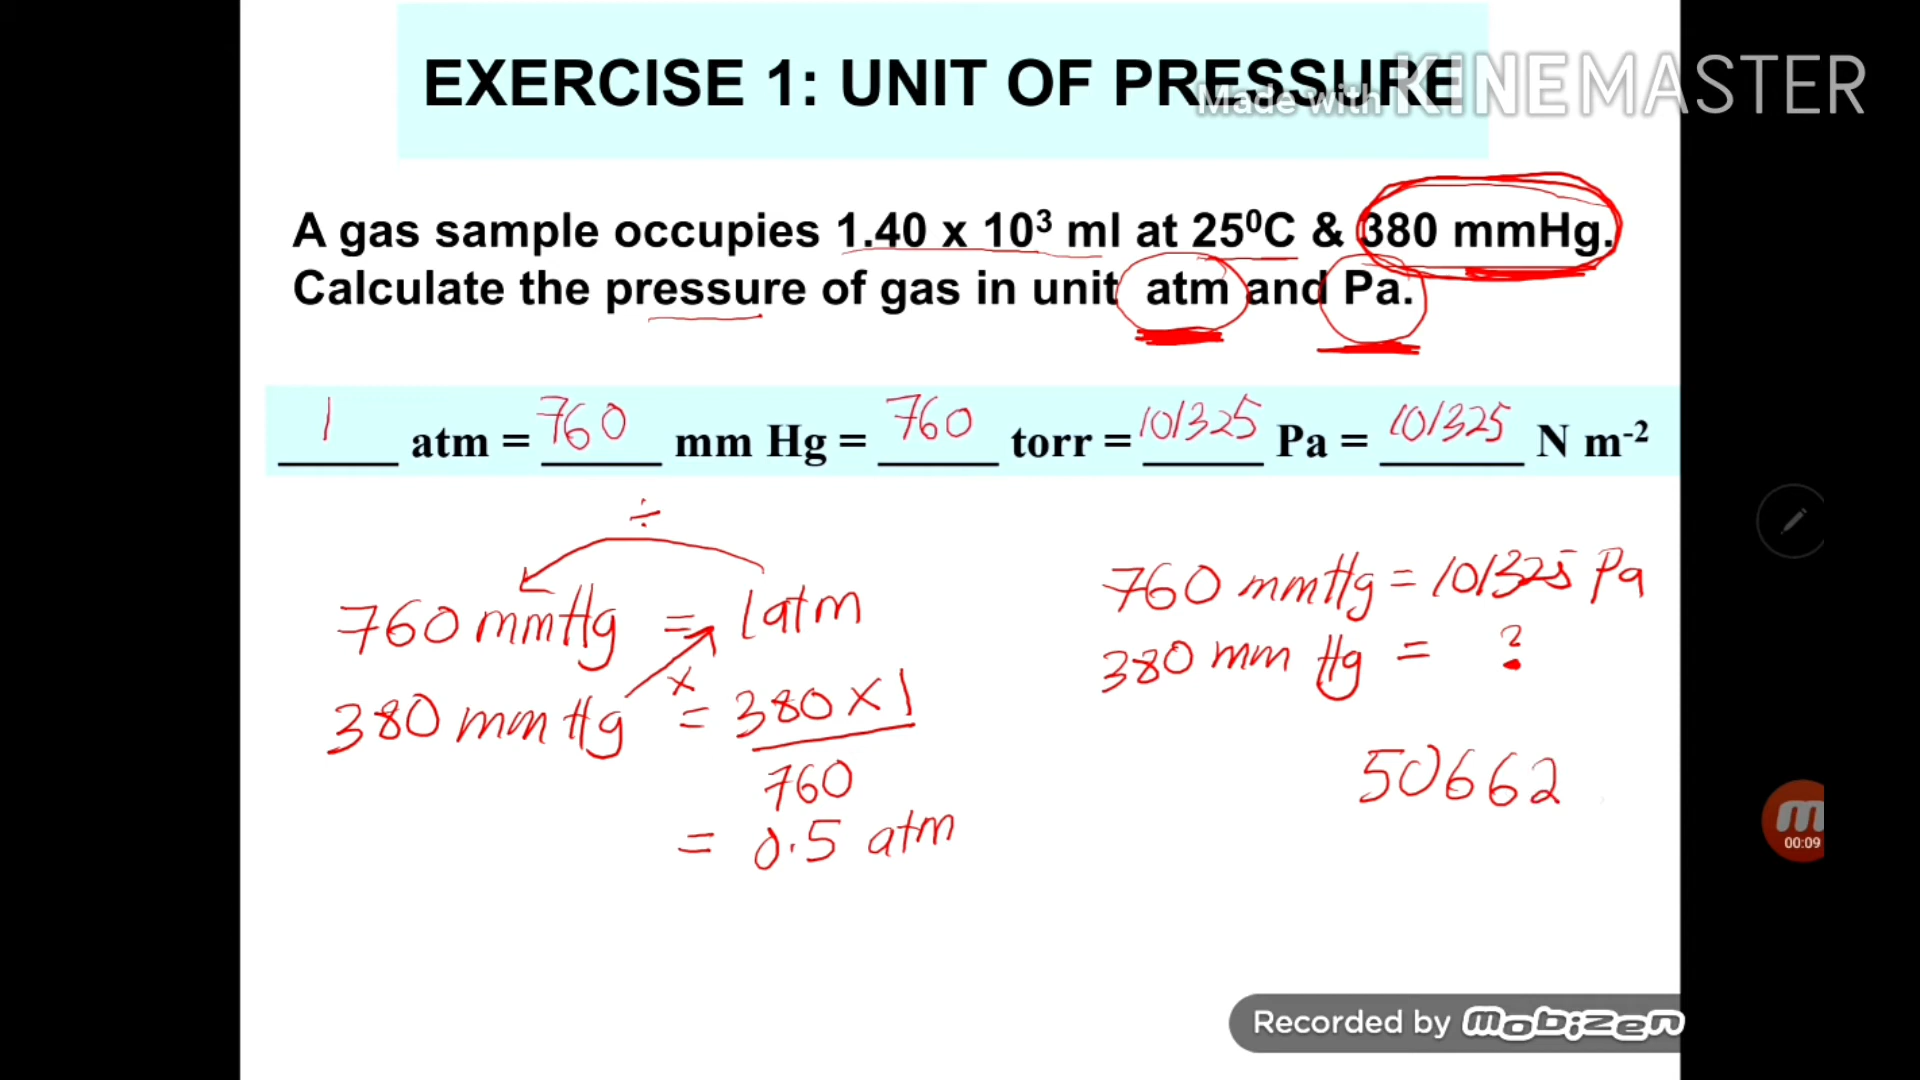 EXERCISE 1: UNIT OF PRESSURE
Made with KINEMASTER
A gas sample occupies 1.40 x 10³ ml at 25⁰C & 380 mmHg.
Calculate the pressure of gas in unit atm and Pa.
1 atm = 760 mm Hg = 760 torr = 101325 Pa = 101325 N m⁻²
÷
760 mmHg = 1 atm
x
380 mmHg = 380 x 1
760
= 0.5 atm
760 mmHg = 101325 Pa
380 mm Hg = ?
50662
m
00:09
Recorded by mobizen